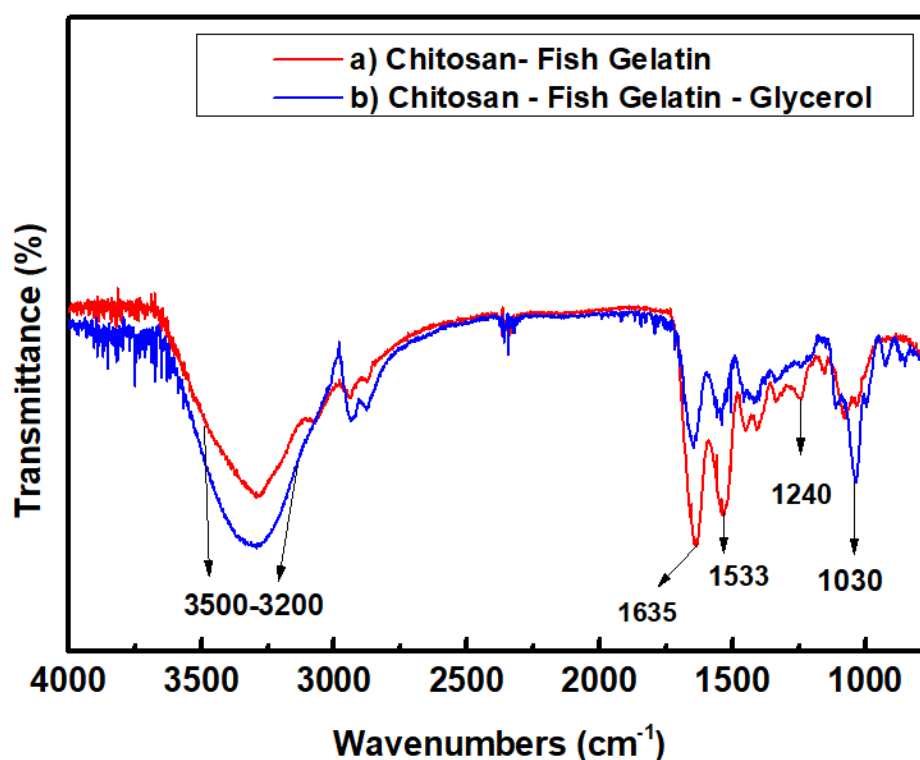 a) Chitosan- Fish Gelatin
b) Chitosan - Fish Gelatin - Glycerol
Transmittance (%)
3500-3200
1635
1533
1240
1030
4000 3500 3000 2500 2000 1500 1000
Wavenumbers (cm⁻¹)